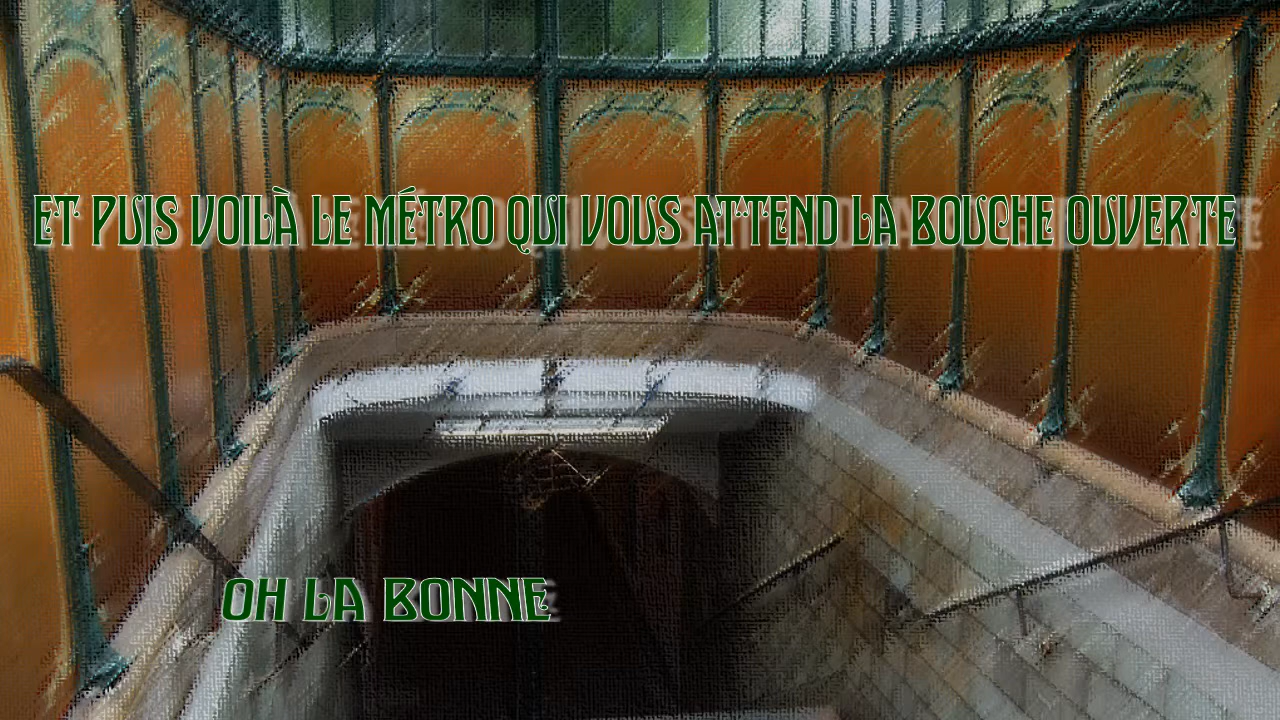 ET PUIS VOILÀ LE MÉTRO QUI VOUS ATTEND LA BOUCHE OUVERTE
OH LA BONNE